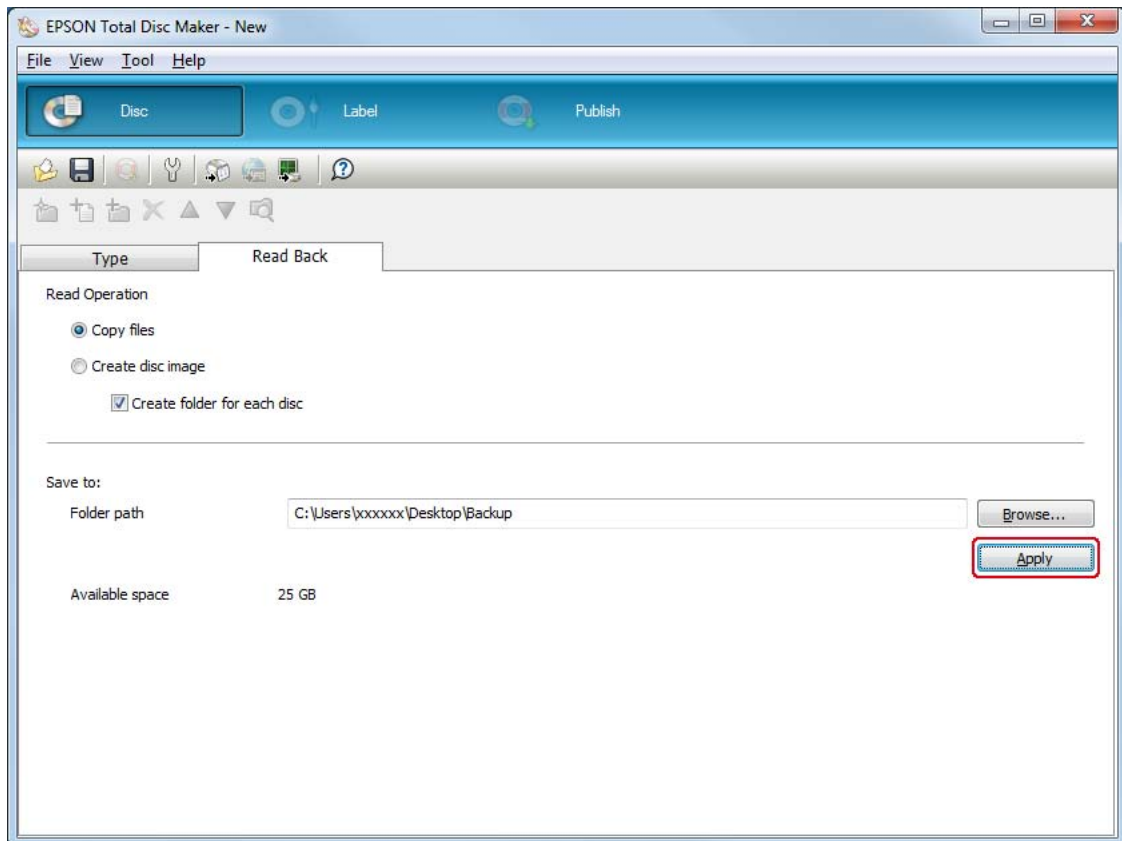 EPSON Total Disc Maker - New
File View Tool Help
Disc Label Publish
Type Read Back
Read Operation
Copy files
Create disc image
Create folder for each disc
Save to:
Folder path C:\Users\xxxxxx\Desktop\Backup Browse...
Apply
Available space 25 GB